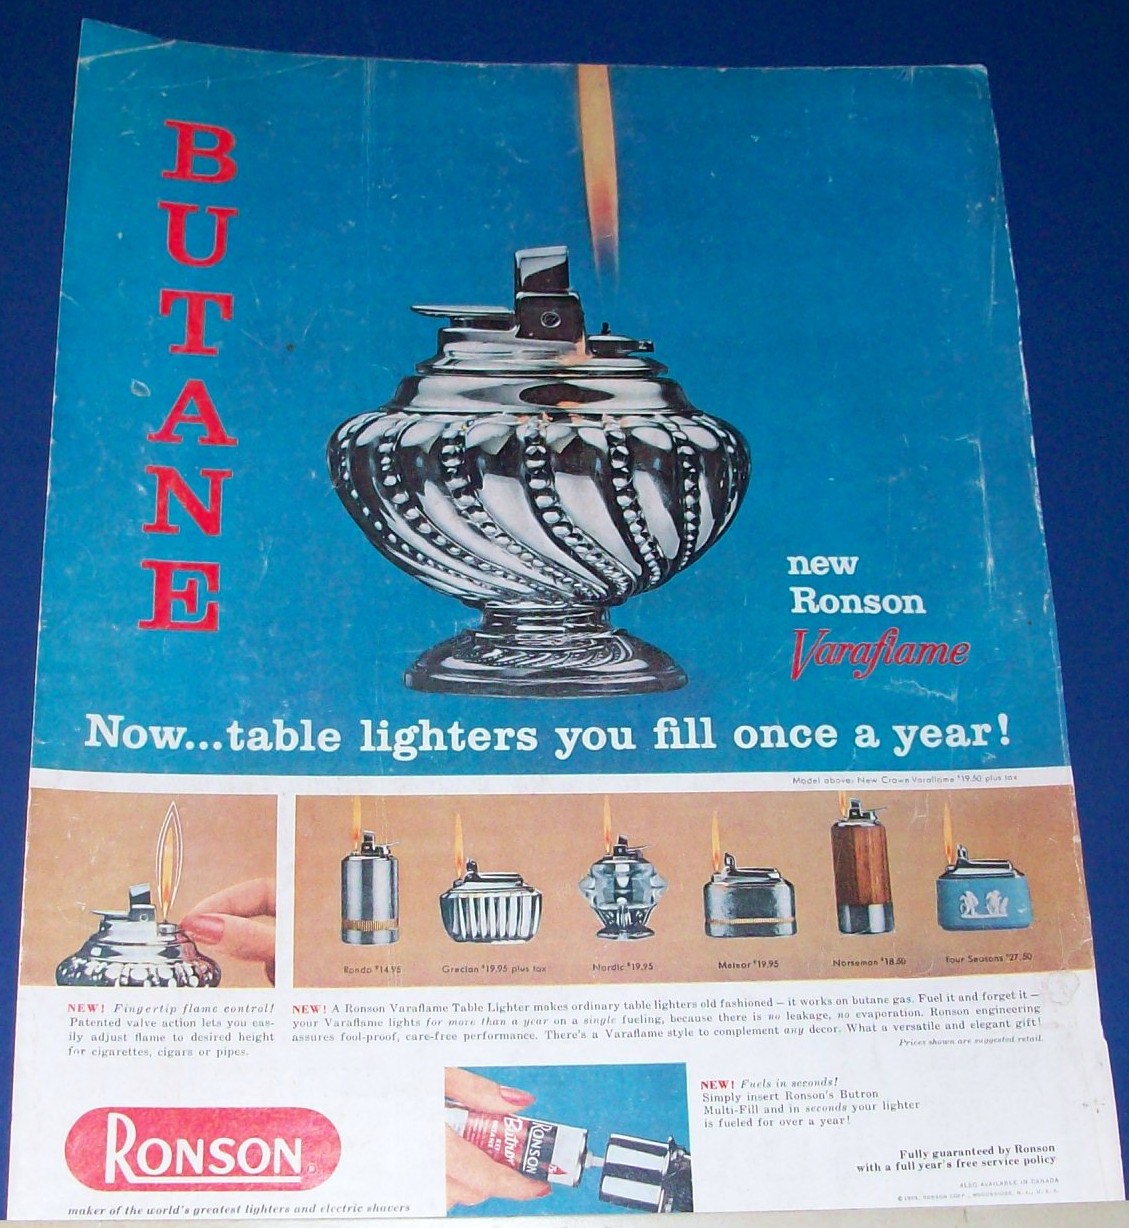 BUTANE
new
Ronson
Varaflame
Now...table lighters you fill once a year!
Model above: New Crown Varaflame $19.50 plus tax
Rondo $14.95
Grecian $19.95 plus tax
Nordic $19.95
Meteor $19.95
Norseman $18.50
Four Seasons $27.50
NEW! Fingertip flame control!
Patented valve action lets you eas-
ily adjust flame to desired height
for cigarettes, cigars or pipes.
NEW! A Ronson Varaflame Table Lighter makes ordinary table lighters old fashioned — it works on butane gas. Fuel it and forget it —
your Varaflame lights for more than a year on a single fueling, because there is no leakage, no evaporation. Ronson engineering
assures fool-proof, care-free performance. There's a Varaflame style to complement any decor. What a versatile and elegant gift!
Prices shown are suggested retail.
RONSON
Butron
NEW! Fuels in seconds!
Simply insert Ronson's Butron
Multi-Fill and in seconds your lighter
is fueled for over a year!
RONSON
maker of the world's greatest lighters and electric shavers
Fully guaranteed by Ronson
with a full year's free service policy
ALSO AVAILABLE IN CANADA